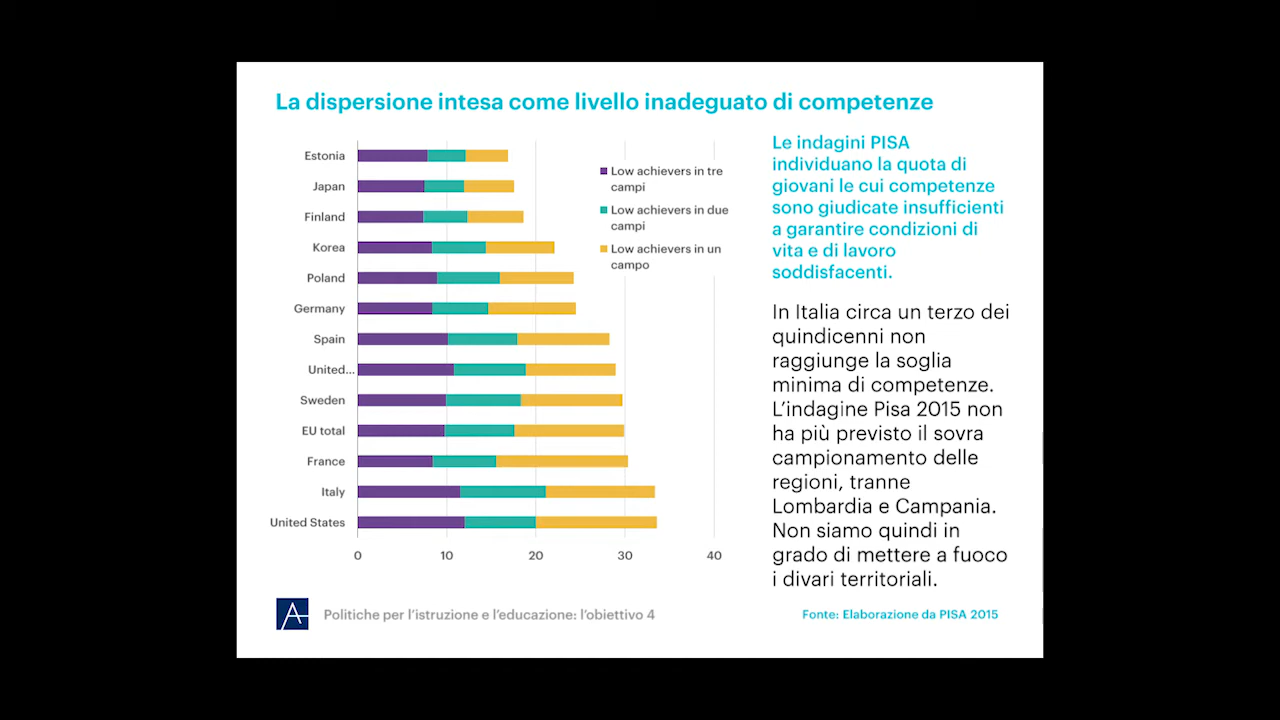 La dispersione intesa come livello inadeguato di competenze
Estonia
Japan
Finland
Korea
Poland
Germany
Spain
United...
Sweden
EU total
France
Italy
United States
0 10 20 30 40
Low achievers in tre
campi
Low achievers in due
campi
Low achievers in un
campo
Le indagini PISA
individuano la quota di
giovani le cui competenze
sono giudicate insufficienti
a garantire condizioni di
vita e di lavoro
soddisfacenti.
In Italia circa un terzo dei
quindicenni non
raggiunge la soglia
minima di competenze.
L'indagine Pisa 2015 non
ha più previsto il sovra
campionamento delle
regioni, tranne
Lombardia e Campania.
Non siamo quindi in
grado di mettere a fuoco
i divari territoriali.
A
Politiche per l'istruzione e l'educazione: l'obiettivo 4
Fonte: Elaborazione da PISA 2015